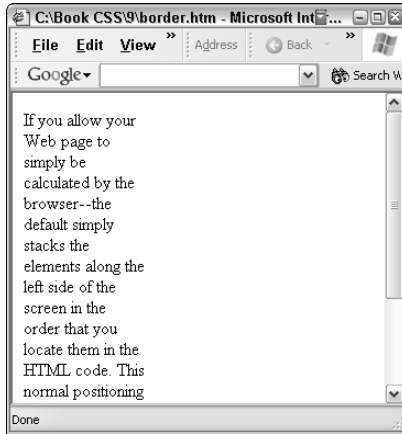 C:\Book CSS\9\border.htm - Microsoft Int...
File Edit View » Address Back »
Google Search W
If you allow your
Web page to
simply be
calculated by the
browser--the
default simply
stacks the
elements along the
left side of the
screen in the
order that you
locate them in the
HTML code. This
normal positioning
Done